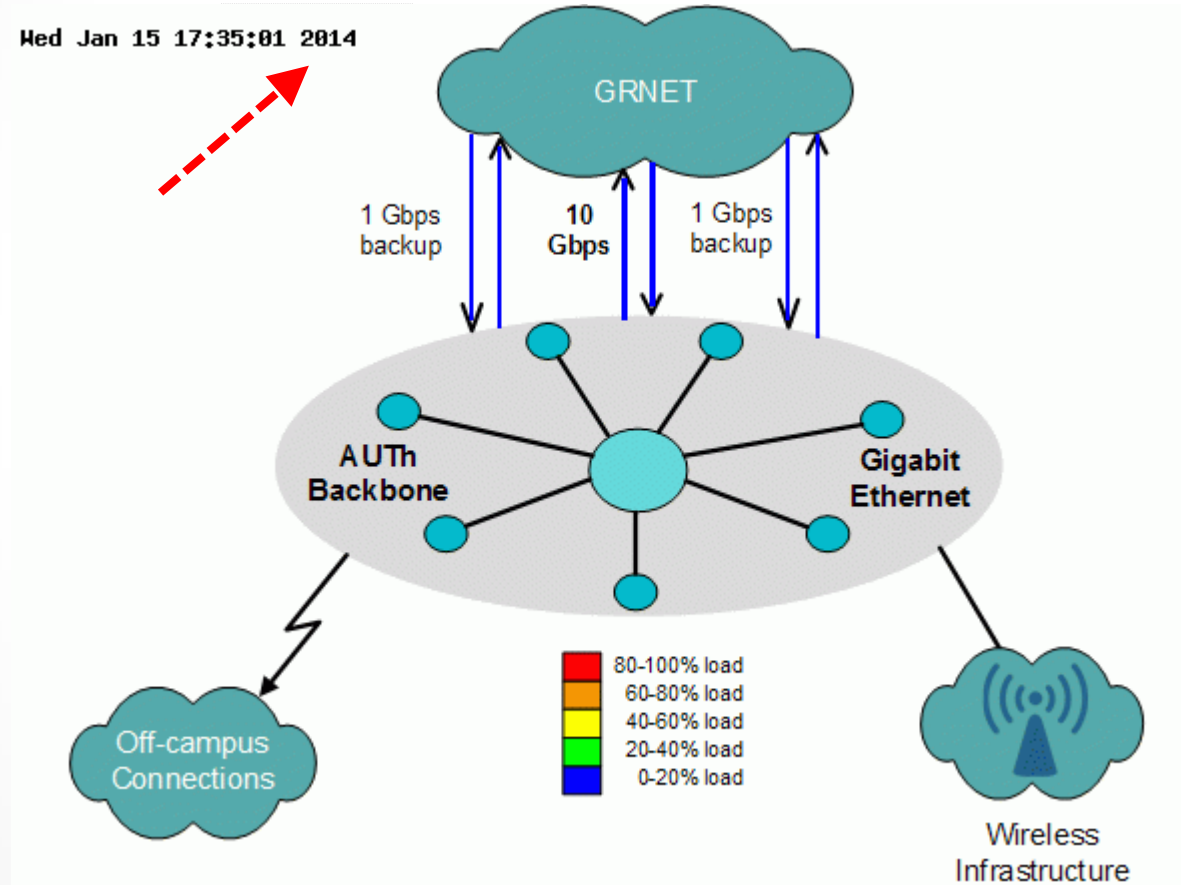 Wed Jan 15 17:35:01 2014
GRNET
1 Gbps
backup
10
Gbps
1 Gbps
backup
AUTh
Backbone
Gigabit
Ethernet
80-100% load
60-80% load
40-60% load
20-40% load
0-20% load
Off-campus
Connections
Wireless
Infrastructure